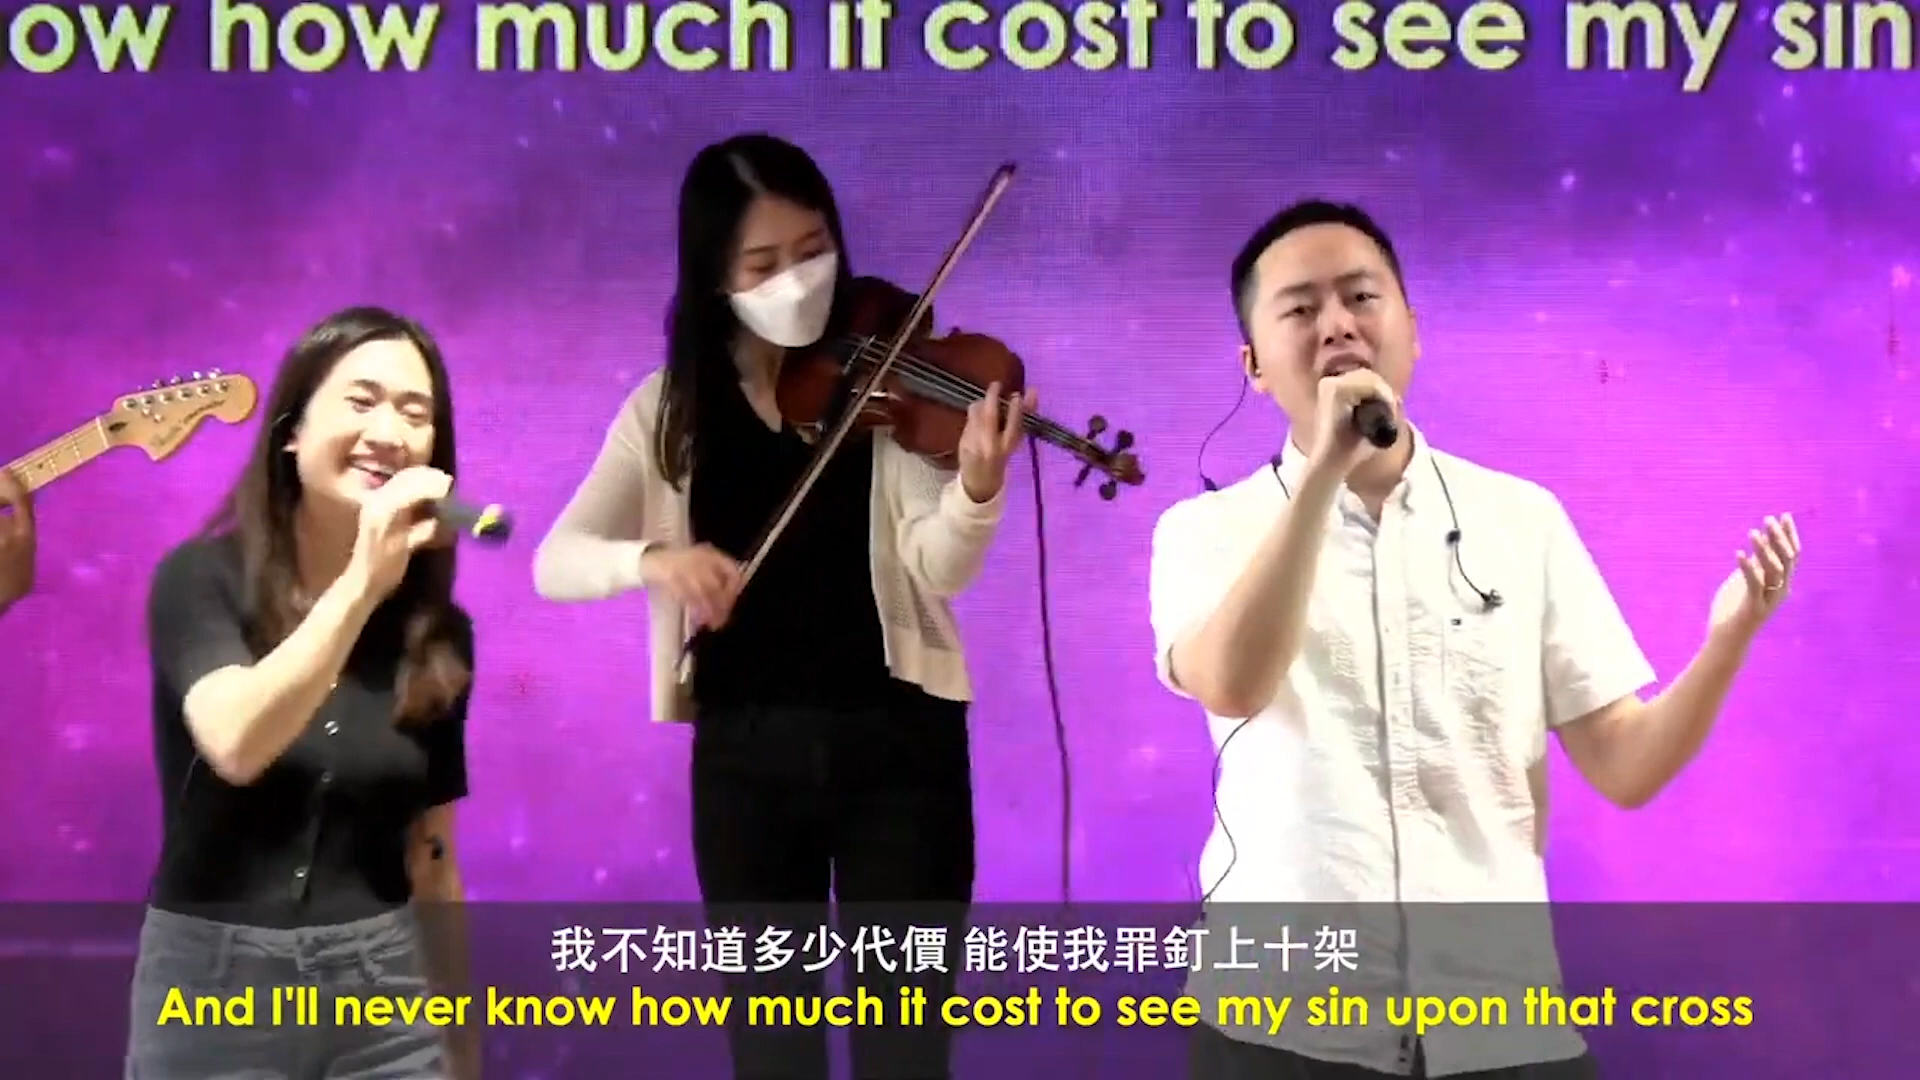 ow how much it cost to see my sin
我不知道多少代價 能使我罪釘上十架
And I'll never know how much it cost to see my sin upon that cross